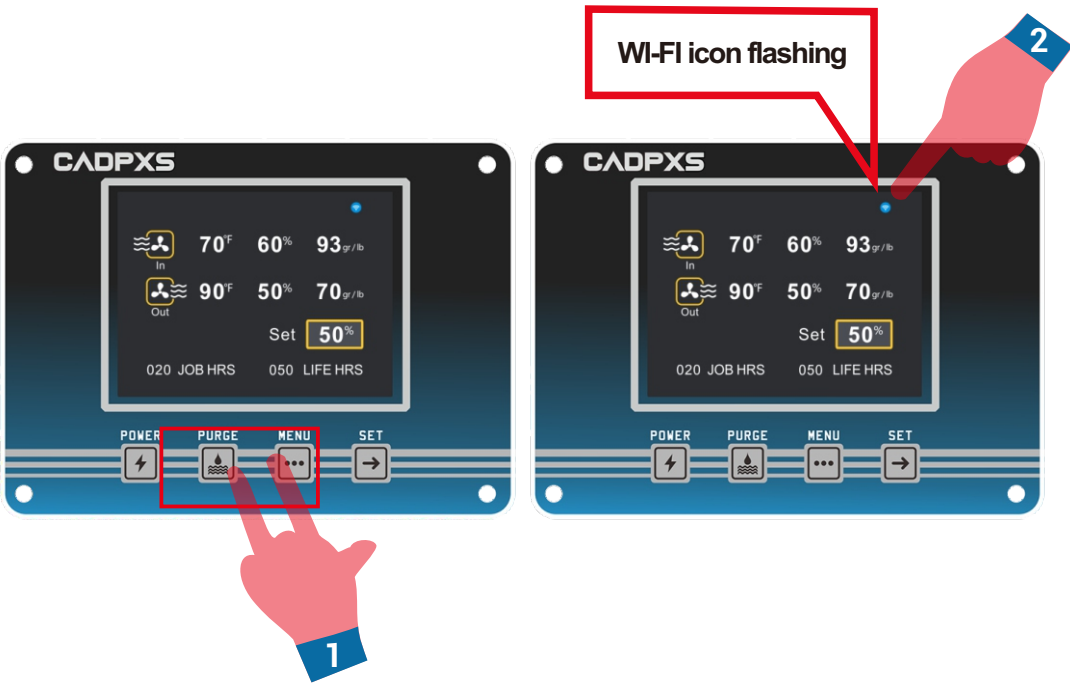 WI-FI icon flashing
2
CADPXS
70°F 60% 93gr/lb
In
90°F 50% 70gr/lb
Out
Set 50%
020 JOB HRS 050 LIFE HRS
POWER PURGE MENU SET
1
CADPXS
70°F 60% 93gr/lb
In
90°F 50% 70gr/lb
Out
Set 50%
020 JOB HRS 050 LIFE HRS
POWER PURGE MENU SET